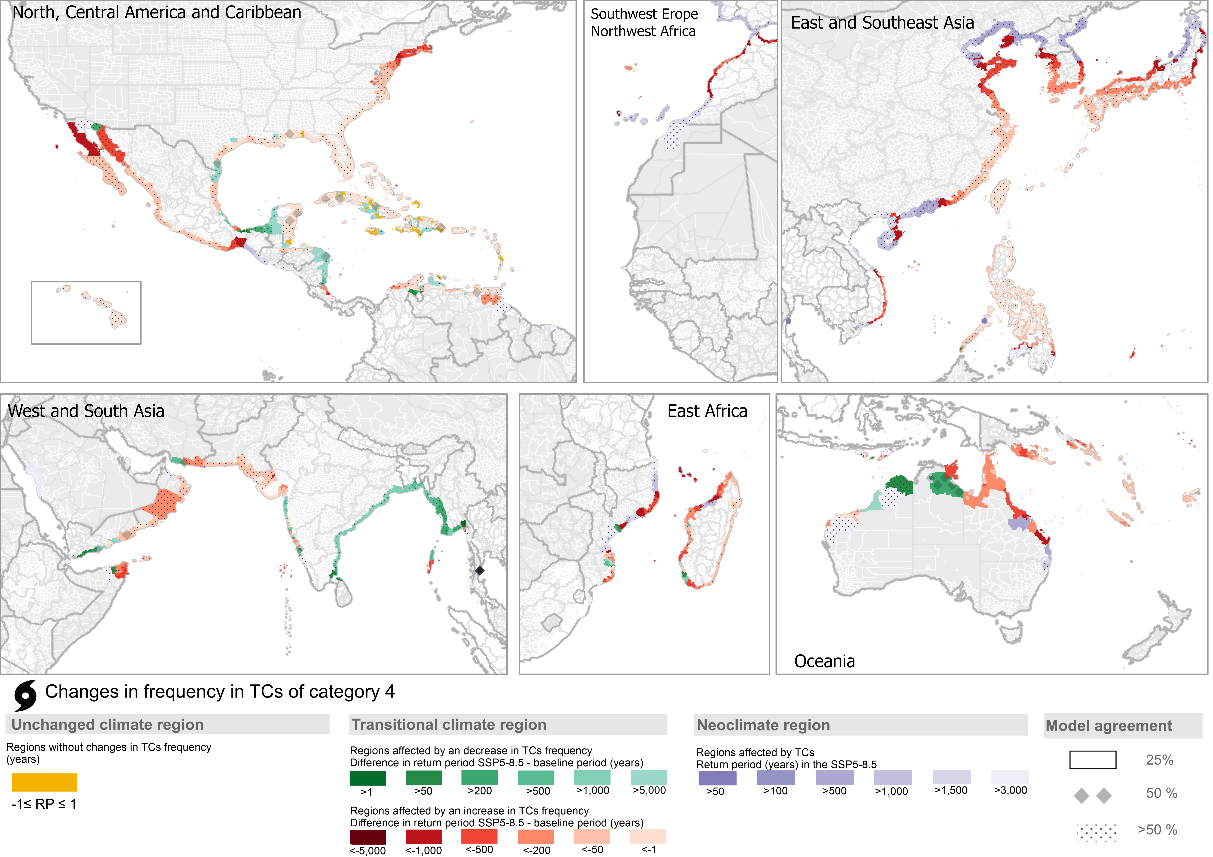 North, Central America and Caribbean
Southwest Erope
Northwest Africa
East and Southeast Asia
West and South Asia
East Africa
Oceania
Changes in frequency in TCs of category 4
Unchanged climate region
Regions without changes in TCs frequency
(years)
-1≤ RP ≤ 1
Transitional climate region
Regions affected by an decrease in TCs frequency
Difference in return period SSP5-8.5 - baseline period (years)
>1 >50 >200 >500 >1,000 >5,000
Regions affected by an increase in TCs frequency
Difference in return period SSP5-8.5 - baseline period (years)
<-5,000 <-1,000 <-500 <-200 <-50 <-1
Neoclimate region
Regions affected by TCs
Return period (years) in the SSP5-8.5
>50 >100 >500 >1,000 >1,500 >3,000
Model agreement
25%
50 %
>50 %